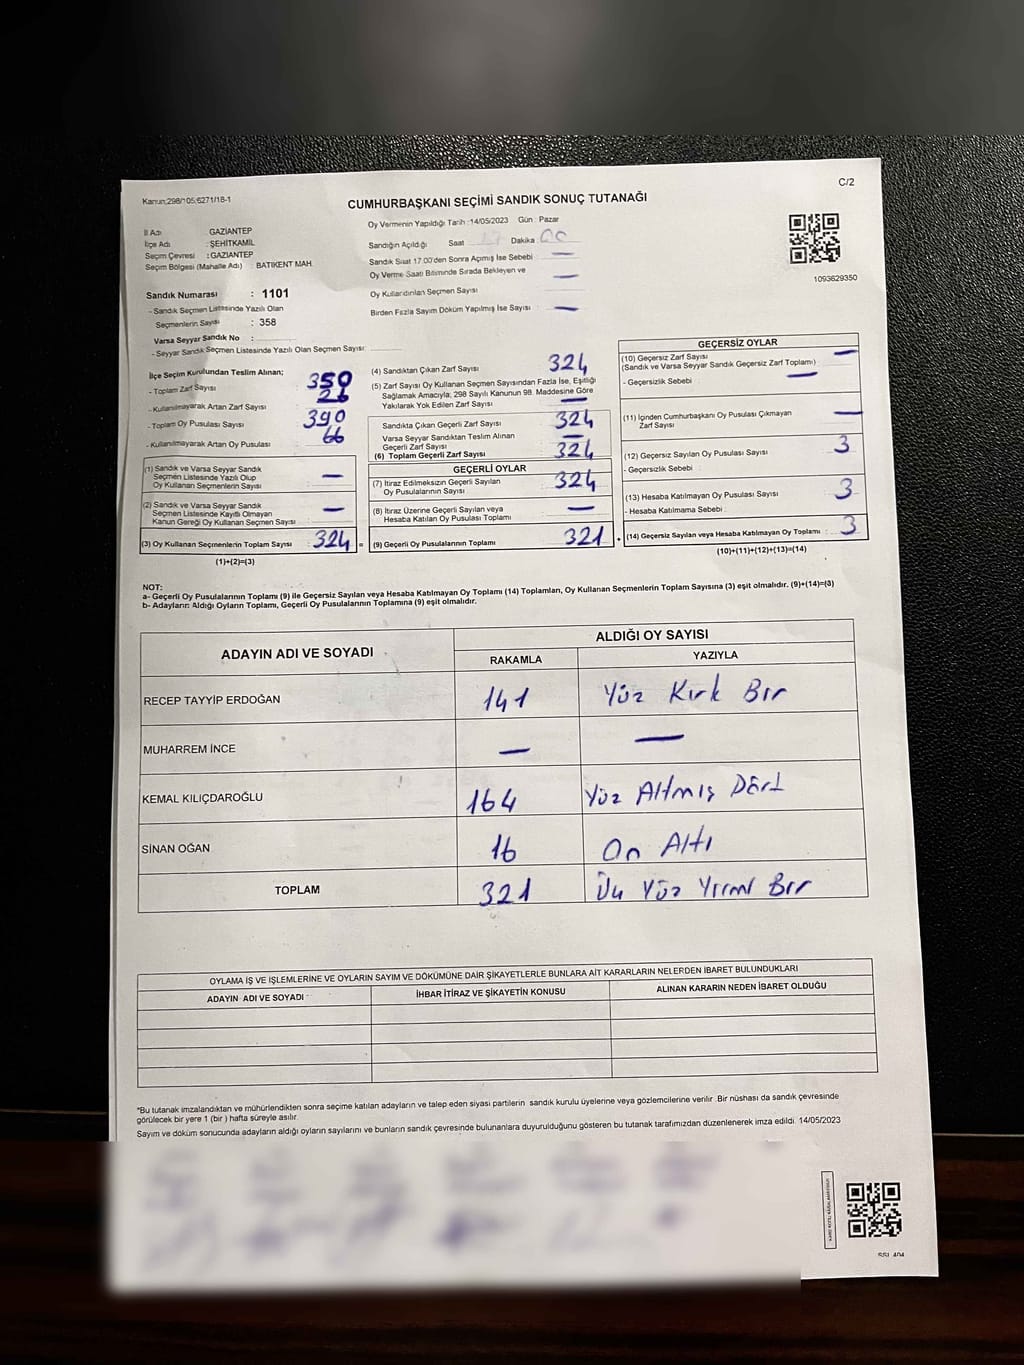 C/2
Kanun;298/105;6271/18-1
CUMHURBAŞKANI SEÇİMİ SANDIK SONUÇ TUTANAĞI
Oy Vermenin Yapıldığı Tarih :14/05/2023 Gün : Pazar
İl Adı GAZİANTEP
İlçe Adı : ŞEHİTKAMİL
Seçim Çevresi : GAZİANTEP
Seçim Bölgesi (Mahalle Adı) : BATIKENT MAH.
Sandığın Açıldığı Saat 17 Dakika 00
Sandık Saat 17.00'den Sonra Açmış İse Sebebi —
Oy Verme Saati Bitiminde Sırada Bekleyen ve —
Oy Kullandırılan Seçmen Sayısı
Birden Fazla Sayım Döküm Yapılmış İse Sayısı —
1093629350
Sandık Numarası : 1101
- Sandık Seçmen Listesinde Yazılı Olan
Seçmenlerin Sayısı : 358
Varsa Seyyar Sandık No :
- Seyyar Sandık Seçmen Listesinde Yazılı Olan Seçmen Sayısı:
İlçe Seçim Kurulundan Teslim Alınan;
- Toplam Zarf Sayısı 350
- Kullanılmayarak Artan Zarf Sayısı 26
- Toplam Oy Pusulası Sayısı 390
- Kullanılmayarak Artan Oy Pusulası 66
(1) Sandık ve Varsa Seyyar Sandık
Seçmen Listesinde Yazılı Olup
Oy Kullanan Seçmenlerin Sayısı —
(2) Sandık ve Varsa Seyyar Sandık
Seçmen Listesinde Kayıtlı Olmayan
Kanun Gereği Oy Kullanan Seçmen Sayısı —
(3) Oy Kullanan Seçmenlerin Toplam Sayısı 324 =
(1)+(2)=(3)
(4) Sandıktan Çıkan Zarf Sayısı 324
(5) Zarf Sayısı Oy Kullanan Seçmen Sayısından Fazla İse, Eşitliği
Sağlamak Amacıyla; 298 Sayılı Kanunun 98. Maddesine Göre
Yakılarak Yok Edilen Zarf Sayısı —
Sandıkta Çıkan Geçerli Zarf Sayısı 324
Varsa Seyyar Sandıktan Teslim Alınan
Geçerli Zarf Sayısı —
(6) Toplam Geçerli Zarf Sayısı 324
GEÇERLİ OYLAR
(7) İtiraz Edilmeksizin Geçerli Sayılan
Oy Pusulalarının Sayısı 324
(8) İtiraz Üzerine Geçerli Sayılan veya
Hesaba Katılan Oy Pusulası Toplamı —
(9) Geçerli Oy Pusulalarının Toplamı 321 +
GEÇERSİZ OYLAR
(10) Geçersiz Zarf Sayısı —
(Sandık ve Varsa Seyyar Sandık Geçersiz Zarf Toplamı)
- Geçersizlik Sebebi —
(11) İçinden Cumhurbaşkanı Oy Pusulası Çıkmayan
Zarf Sayısı —
(12) Geçersiz Sayılan Oy Pusulası Sayısı 3
- Geçersizlik Sebebi
(13) Hesaba Katılmayan Oy Pusulası Sayısı 3
- Hesaba Katılmama Sebebi
(14) Geçersiz Sayılan veya Hesaba Katılmayan Oy Toplamı 3
(10)+(11)+(12)+(13)=(14)
NOT:
a- Geçerli Oy Pusulalarının Toplamı (9) ile Geçersiz Sayılan veya Hesaba Katılmayan Oy Toplamı (14) Toplamları, Oy Kullanan Seçmenlerin Toplam Sayısına (3) eşit olmalıdır. (9)+(14)=(3)
b- Adayların Aldığı Oyların Toplamı, Geçerli Oy Pusulalarının Toplamına (9) eşit olmalıdır.
ADAYIN ADI VE SOYADI
ALDIĞI OY SAYISI
RAKAMLA YAZIYLA
RECEP TAYYİP ERDOĞAN 141 Yüz Kırk Bir
MUHARREM İNCE — —
KEMAL KILIÇDAROĞLU 164 Yüz Altmış Dört
SİNAN OĞAN 16 On Altı
TOPLAM 321 Üç Yüz Yirmi Bir
OYLAMA İŞ VE İŞLEMLERİNE VE OYLARIN SAYIM VE DÖKÜMÜNE DAİR ŞİKAYETLERLE BUNLARA AİT KARARLARIN NELERDEN İBARET BULUNDUKLARI
ADAYIN ADI VE SOYADI İHBAR İTİRAZ VE ŞİKAYETİN KONUSU ALINAN KARARIN NEDEN İBARET OLDUĞU
*Bu tutanak imzalandıktan ve mühürlendikten sonra seçime katılan adayların ve talep eden siyasi partilerin sandık kurulu üyelerine veya gözlemcilerine verilir. Bir nüshası da sandık çevresinde
görülecek bir yere 1 (bir ) hafta süreyle asılır.
Sayım ve döküm sonucunda adayların aldığı oyların sayılarını ve bunların sandık çevresinde bulunanlara duyurulduğunu gösteren bu tutanak tarafımızdan düzenlenerek imza edildi. 14/05/2023